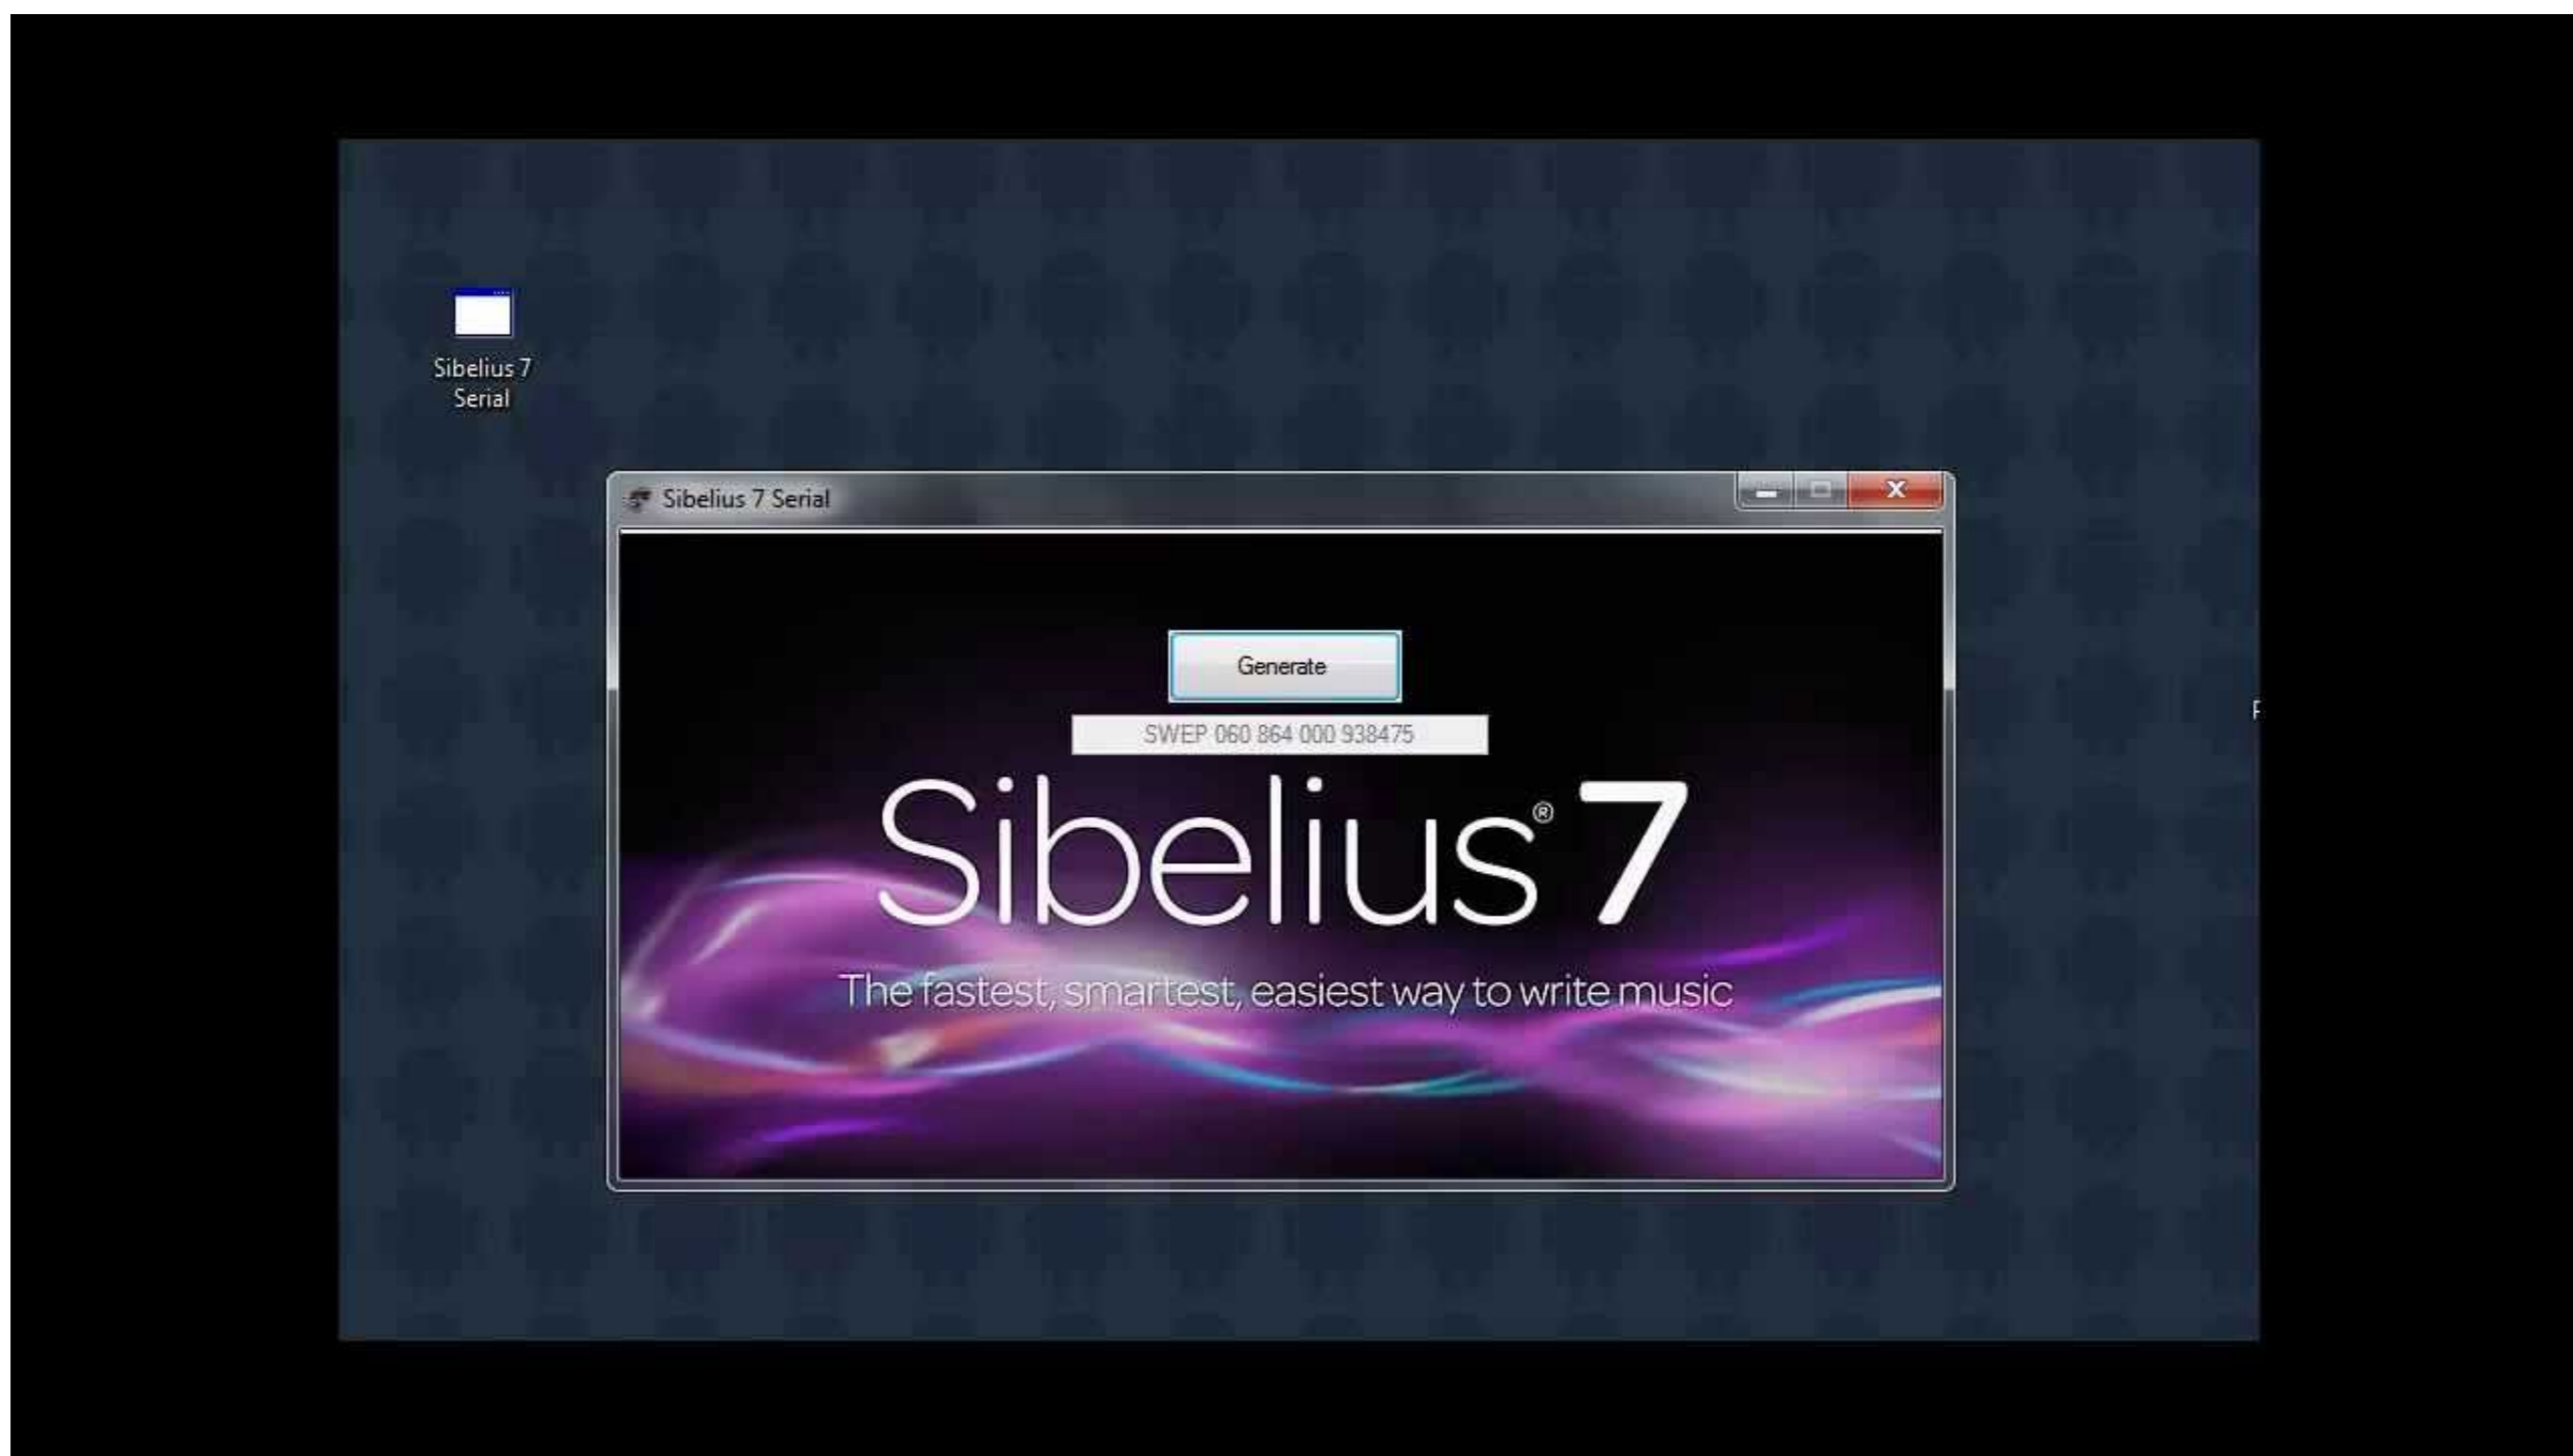 Sibelius 7
Serial
Sibelius 7 Serial
Generate
SWEP 060 864 000 938475
Sibelius® 7
The fastest, smartest, easiest way to write music